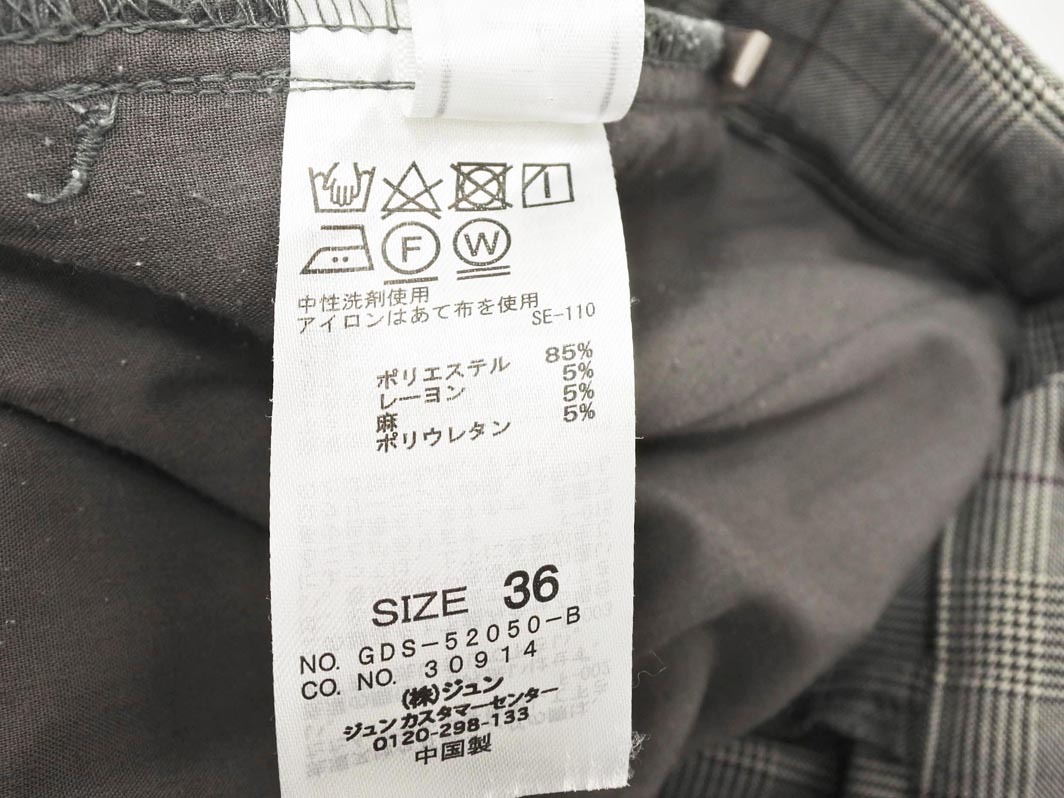 F W
中性洗剤使用
アイロンはあて布を使用
SE-110
ポリエステル 85%
レーヨン 5%
麻 5%
ポリウレタン 5%
SIZE 36
NO. GDS-52050-B
CO. NO. 30914
(株)ジュン
ジュン カスタマーセンター
0120-298-133
中国製